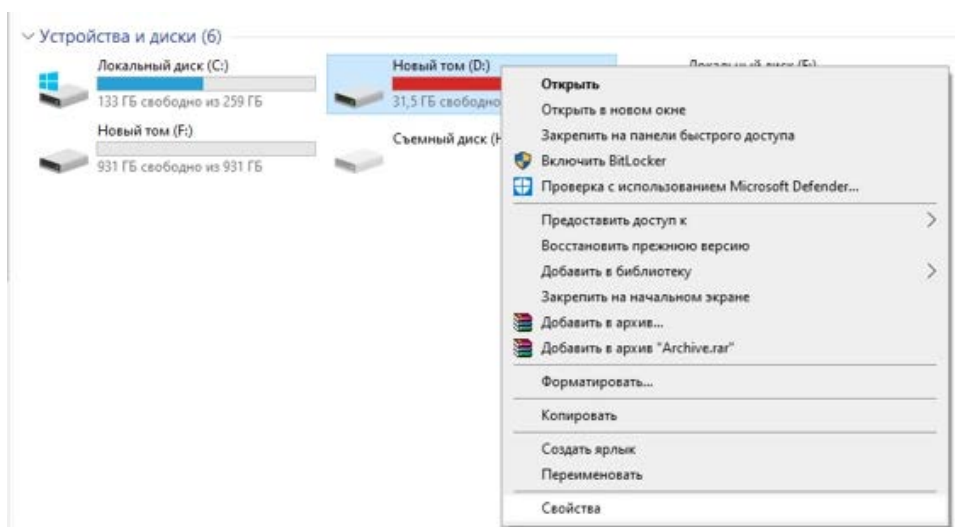 Устройства и диски (6)
Локальный диск (C:)
133 ГБ свободно из 259 ГБ
Новый том (D:)
31,5 ГБ свободно
Новый том (F:)
931 ГБ свободно из 931 ГБ
Съемный диск (H
Открыть
Открыть в новом окне
Закрепить на панели быстрого доступа
Включить BitLocker
Проверка с использованием Microsoft Defender...
Предоставить доступ к
Восстановить прежнюю версию
Добавить в библиотеку
Закрепить на начальном экране
Добавить в архив...
Добавить в архив "Archive.rar"
Форматировать...
Копировать
Создать ярлык
Переименовать
Свойства